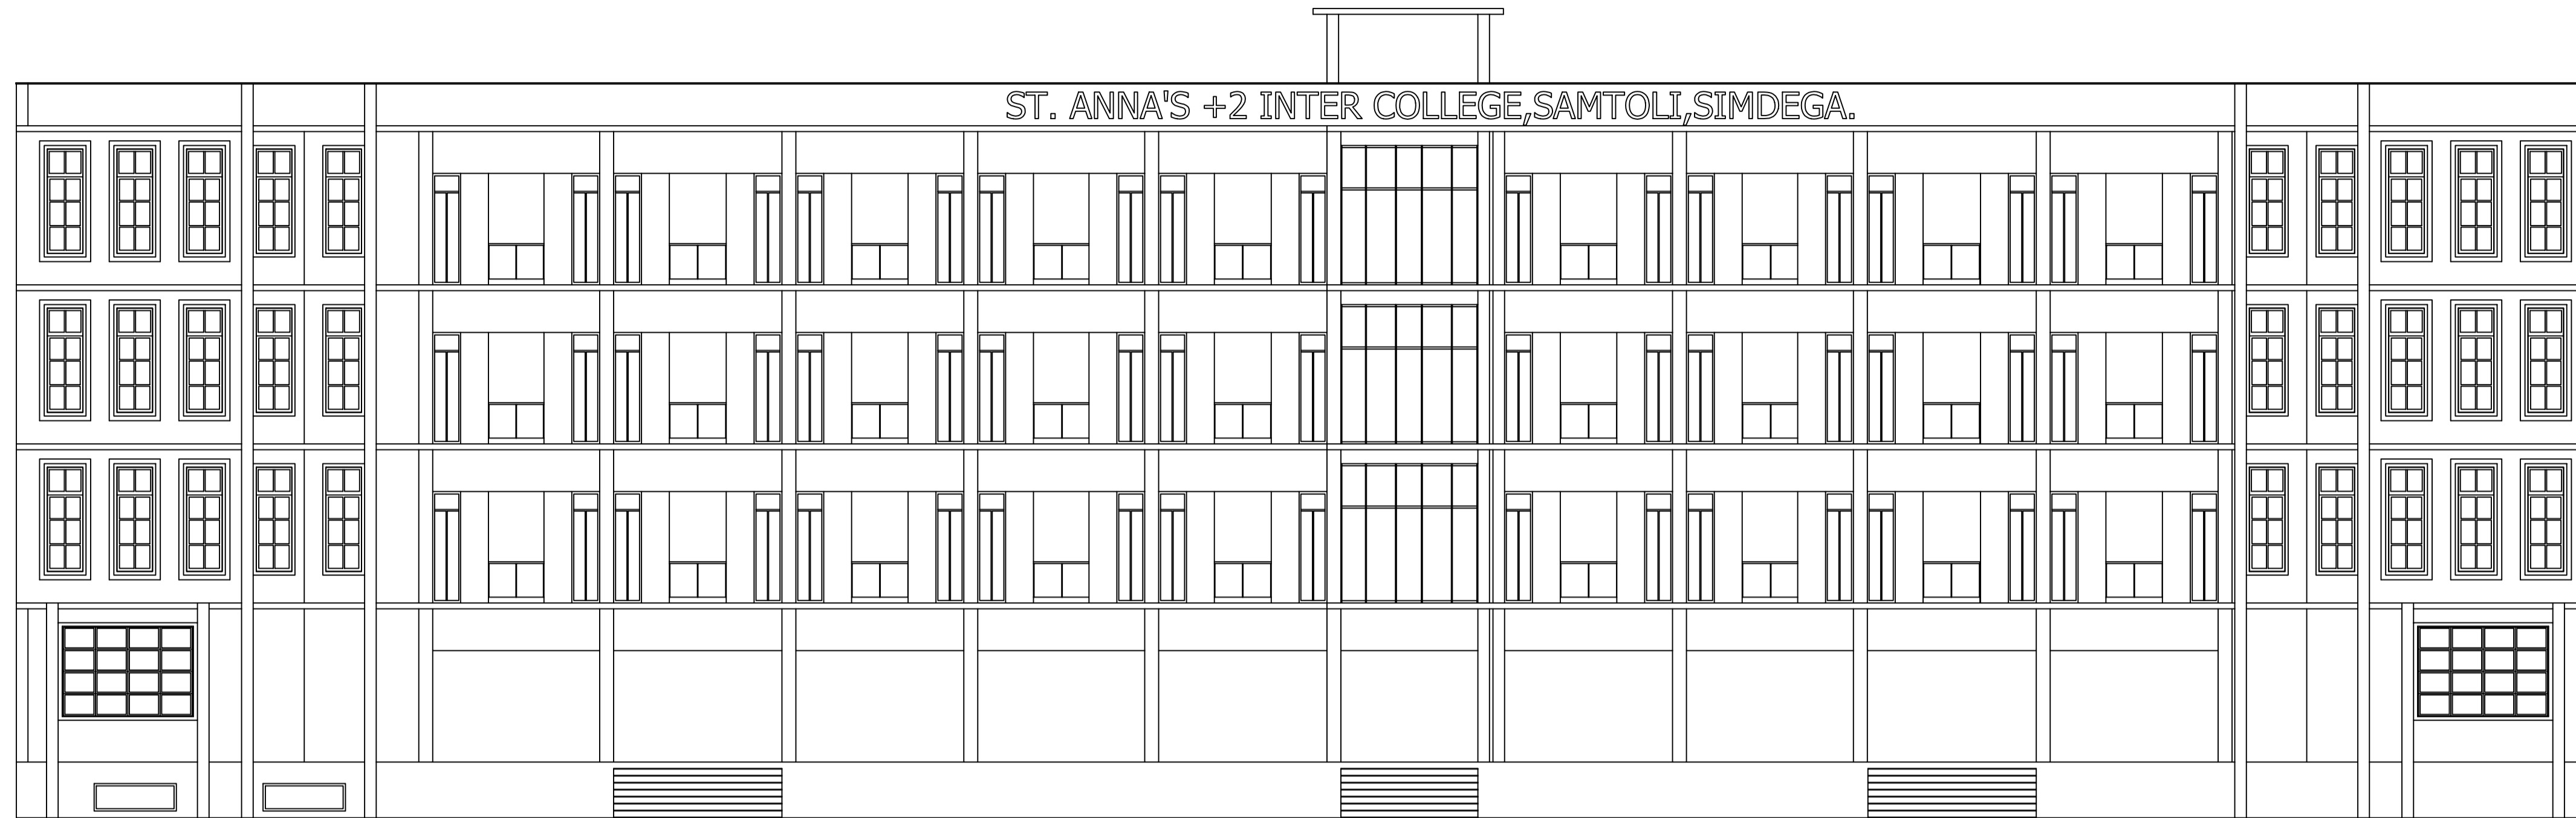 ST. ANNA'S +2 INTER COLLEGE,SAMTOLI,SIMDEGA.